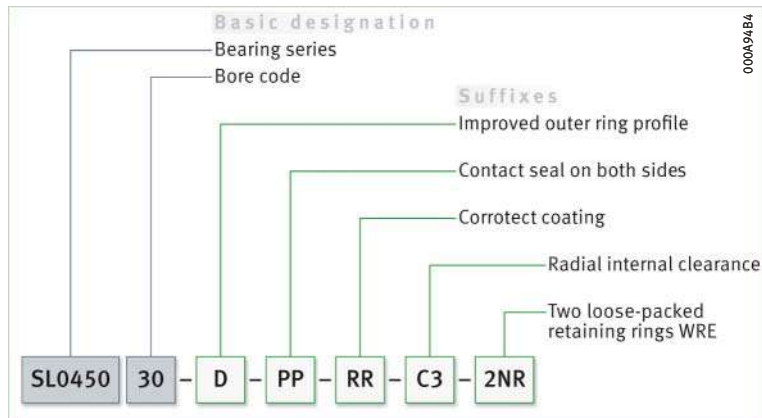 Basic designation
Bearing series
Bore code
Suffixes
Improved outer ring profile
Contact seal on both sides
Corrotect coating
Radial internal clearance
Two loose-packed
retaining rings WRE
SL0450 30 – D – PP – RR – C3 – 2NR
000A94B4